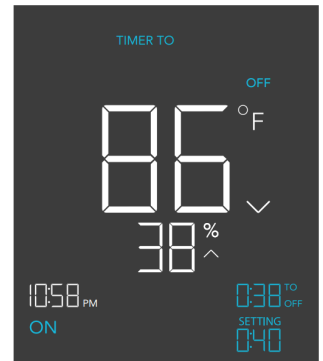 TIMER TO
OFF
86 °F
38 %
10:58 PM
0:38 TO OFF
ON
SETTING
0:40